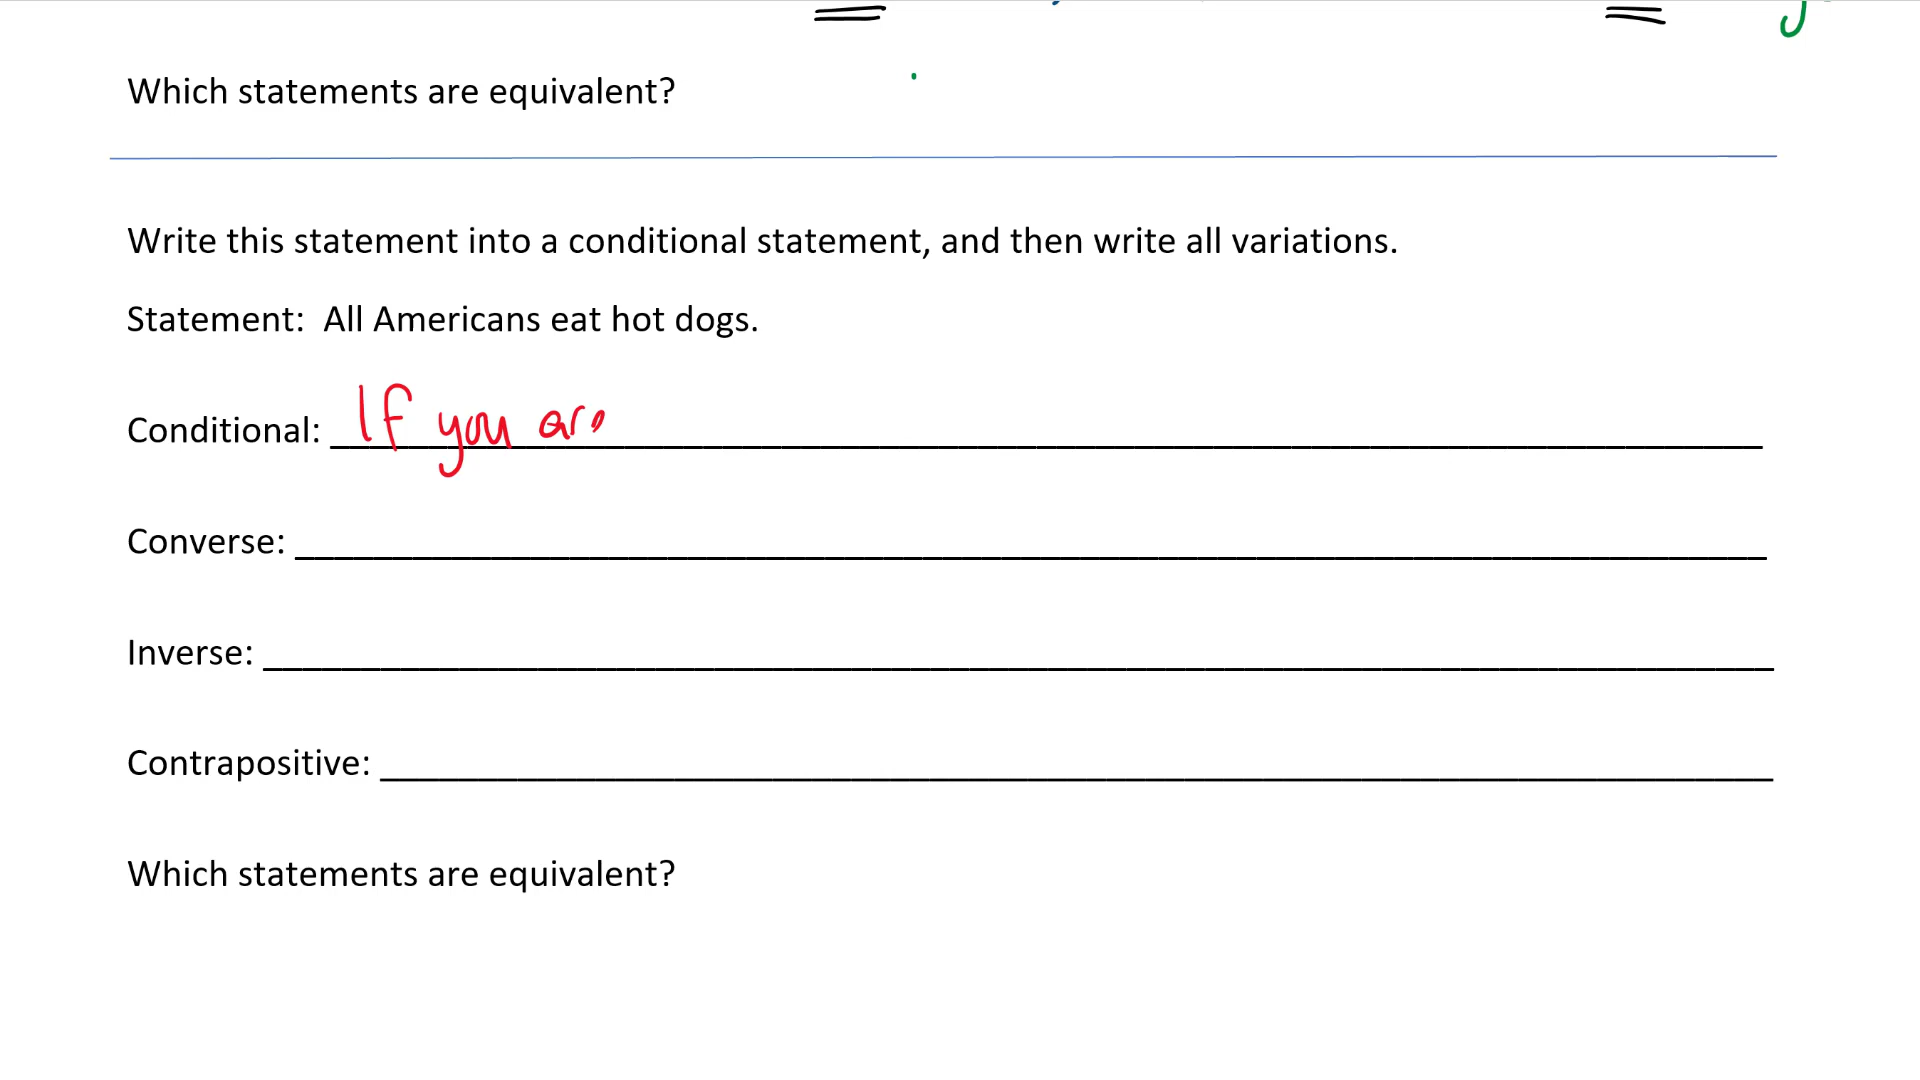 Which statements are equivalent?
Write this statement into a conditional statement, and then write all variations.
Statement: All Americans eat hot dogs.
Conditional: If you are
Converse:
Inverse:
Contrapositive:
Which statements are equivalent?